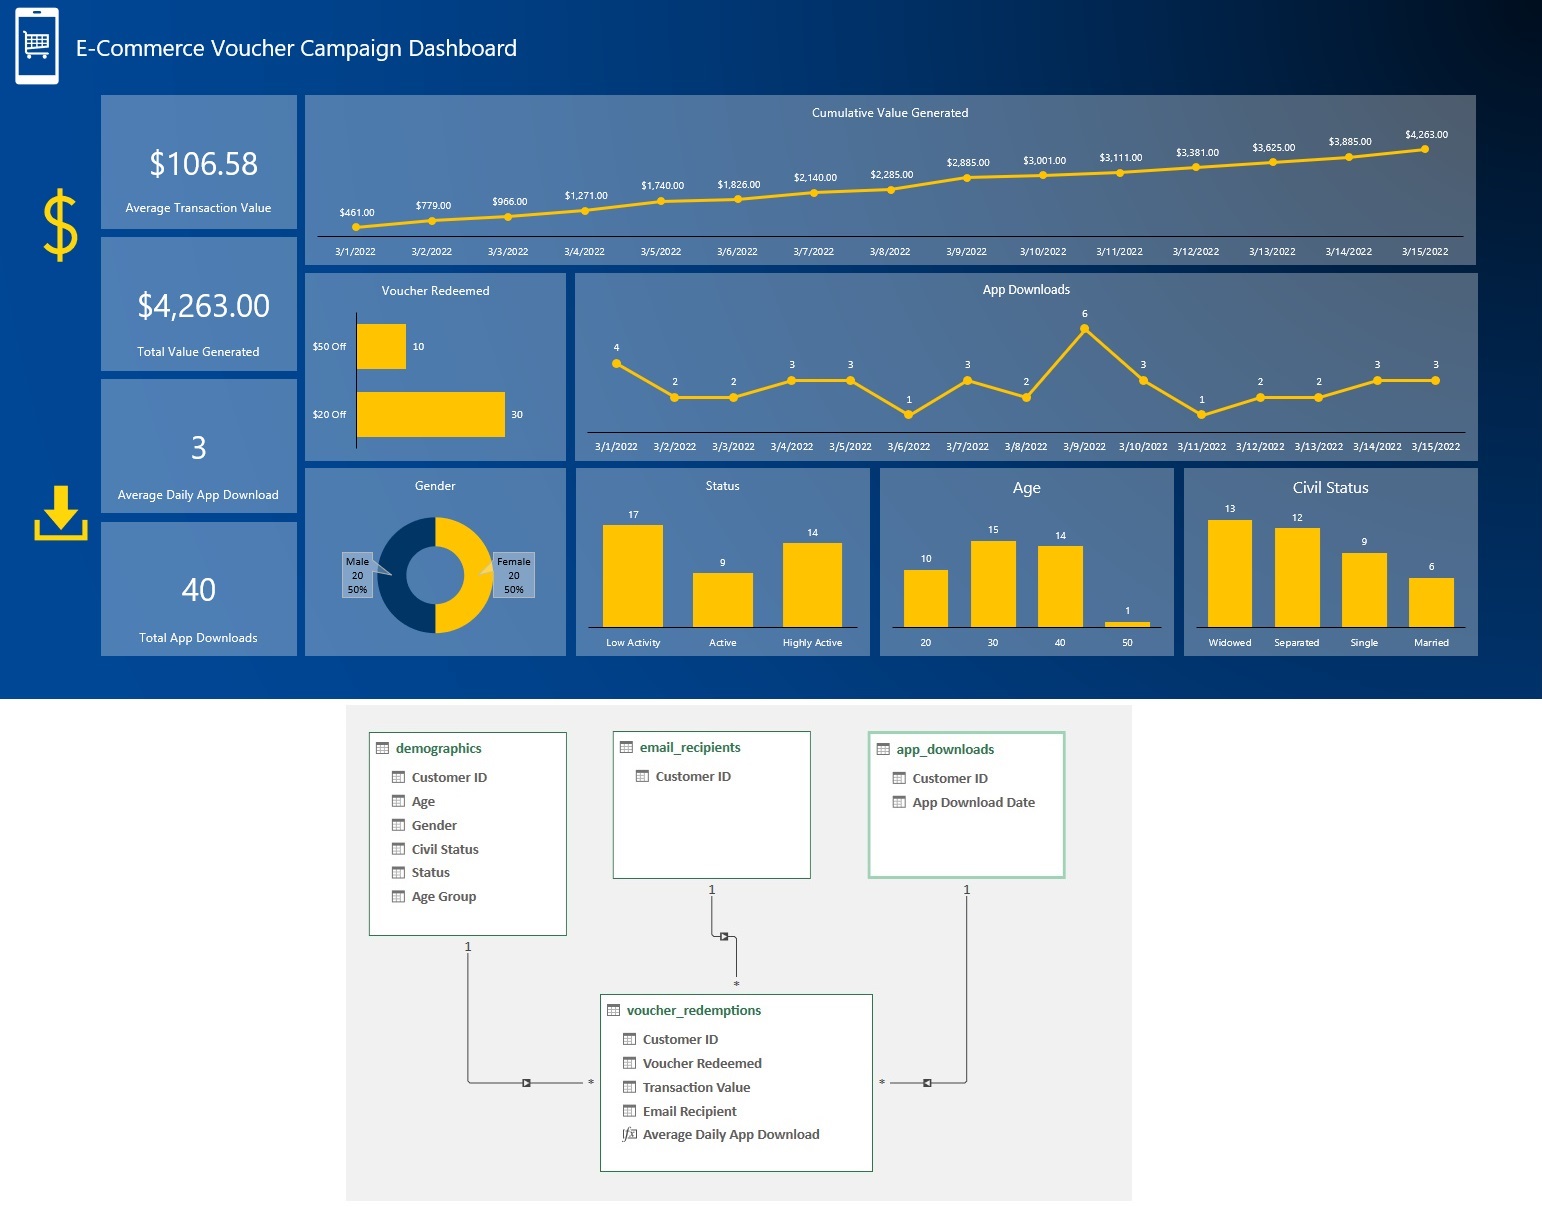 E-Commerce Voucher Campaign Dashboard
$106.58
Average Transaction Value
$4,263.00
Total Value Generated
3
Average Daily App Download
40
Total App Downloads
Cumulative Value Generated
$461.00
$779.00
$966.00
$1,271.00
$1,740.00
$1,826.00
$2,140.00
$2,285.00
$2,885.00
$3,001.00
$3,111.00
$3,381.00
$3,625.00
$3,885.00
$4,263.00
3/1/2022 3/2/2022 3/3/2022 3/4/2022 3/5/2022 3/6/2022 3/7/2022 3/8/2022 3/9/2022 3/10/2022 3/11/2022 3/12/2022 3/13/2022 3/14/2022 3/15/2022
Voucher Redeemed
$50 Off 10
$20 Off 30
App Downloads
4 2 2 3 3 1 3 2 6 3 1 2 2 3 3
3/1/2022 3/2/2022 3/3/2022 3/4/2022 3/5/2022 3/6/2022 3/7/2022 3/8/2022 3/9/2022 3/10/2022 3/11/2022 3/12/2022 3/13/2022 3/14/2022 3/15/2022
Gender
Male
20
50%
Female
20
50%
Status
17 9 14
Low Activity Active Highly Active
Age
10 15 14 1
20 30 40 50
Civil Status
13 12 9 6
Widowed Separated Single Married
demographics
Customer ID
Age
Gender
Civil Status
Status
Age Group
1
email_recipients
Customer ID
1
*
app_downloads
Customer ID
App Download Date
1
voucher_redemptions
Customer ID
Voucher Redeemed
Transaction Value
Email Recipient
fx Average Daily App Download
*
*